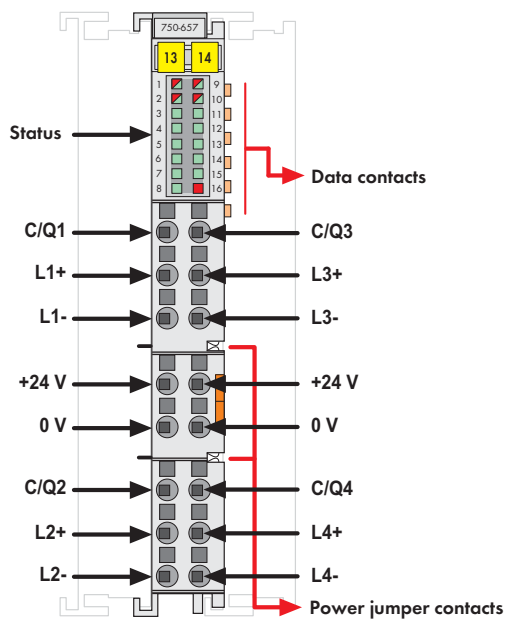 750-657
13 14
1 9
2 10
3 11
4 12
5 13
6 14
7 15
8 16
Status
Data contacts
C/Q1 C/Q3
L1+ L3+
L1- L3-
+24 V +24 V
0 V 0 V
C/Q2 C/Q4
L2+ L4+
L2- L4-
Power jumper contacts